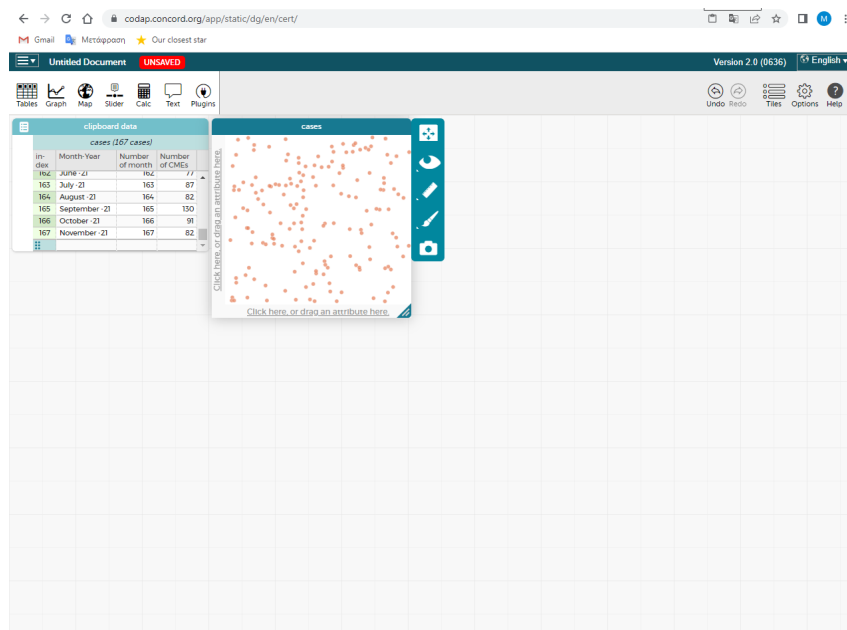 codap.concord.org/app/static/dg/en/cert/
M
Gmail
Μετάφραση
Our closest star
Untitled Document
UNSAVED
Version 2.0 (0636)
English
Tables
Graph
Map
Slider
Calc
Text
Plugins
Undo
Redo
Tiles
Options
Help
?
clipboard data
cases (167 cases)
in-
dex
Month-Year
Number
of month
Number
of CMEs
162 June -21 162 77
163 July -21 163 87
164 August -21 164 82
165 September -21 165 130
166 October -21 166 91
167 November -21 167 82
cases
Click here, or drag an attribute here.
Click here, or drag an attribute here.